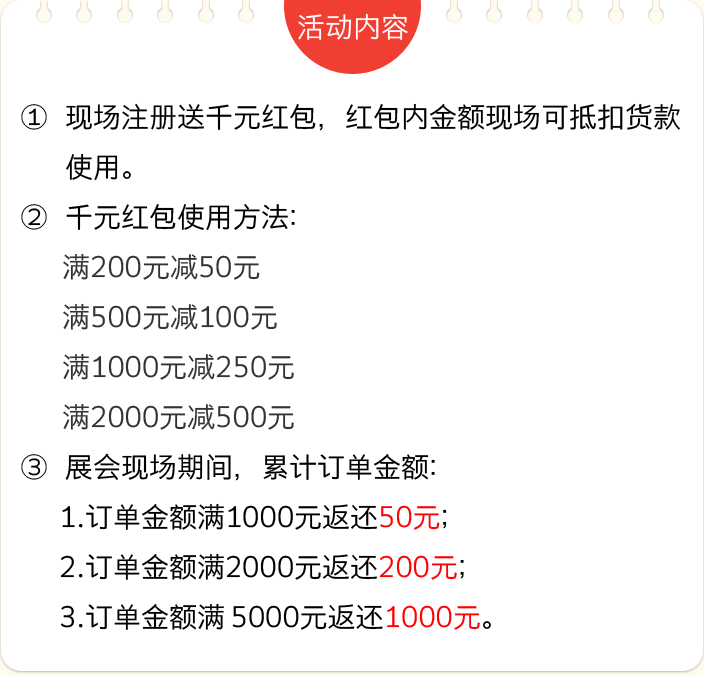 活动内容
① 现场注册送千元红包，红包内金额现场可抵扣货款
使用。
② 千元红包使用方法:
满200元减50元
满500元减100元
满1000元减250元
满2000元减500元
③ 展会现场期间，累计订单金额:
1.订单金额满1000元返还50元;
2.订单金额满2000元返还200元;
3.订单金额满 5000元返还1000元。